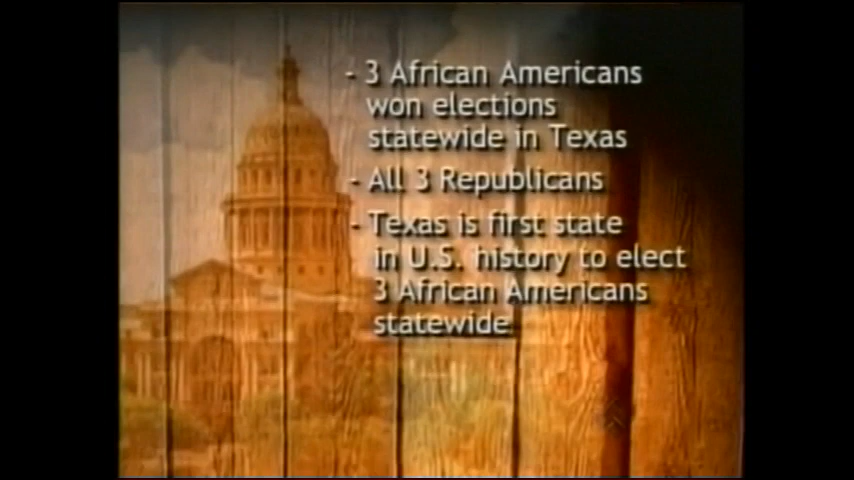 - 3 African Americans
won elections
statewide in Texas
- All 3 Republicans
- Texas is first state
in U.S. history to elect
3 African Americans
statewide